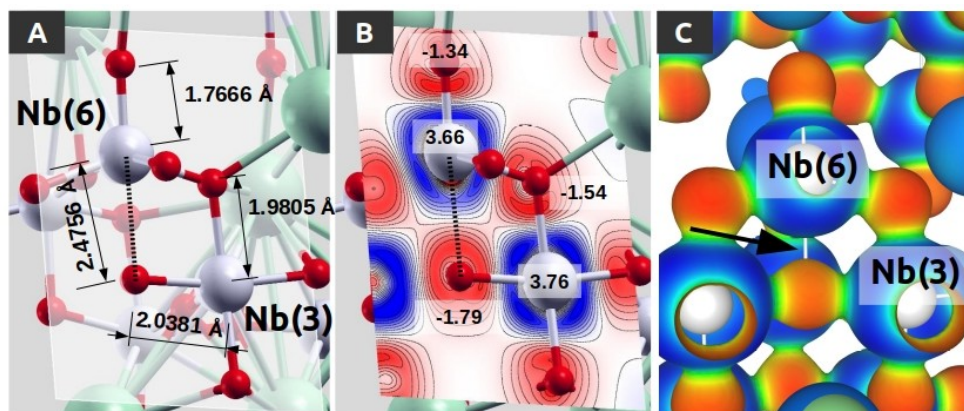 A
Nb(6)
1.7666 Å
2.4756 Å
1.9805 Å
2.0381 Å
Nb(3)
B
-1.34
3.66
-1.54
3.76
-1.79
C
Nb(6)
Nb(3)